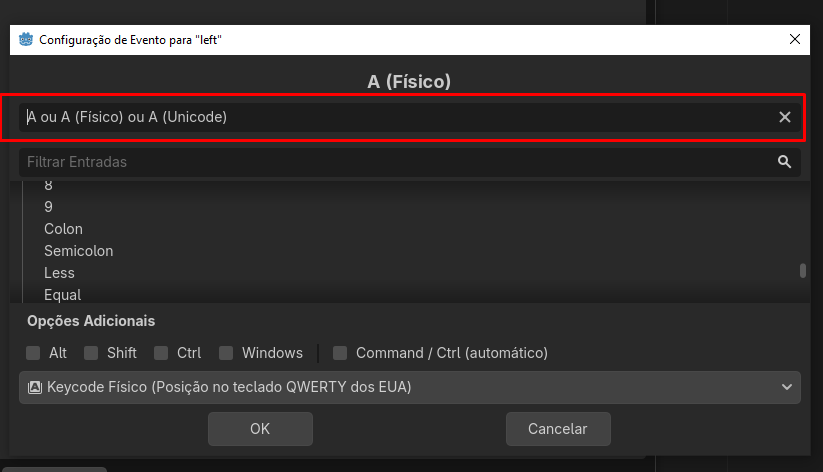 Configuração de Evento para "left"
A (Físico)
A ou A (Físico) ou A (Unicode)
Filtrar Entradas
8
9
Colon
Semicolon
Less
Equal
Opções Adicionais
Alt Shift Ctrl Windows Command / Ctrl (automático)
Keycode Físico (Posição no teclado QWERTY dos EUA)
OK Cancelar